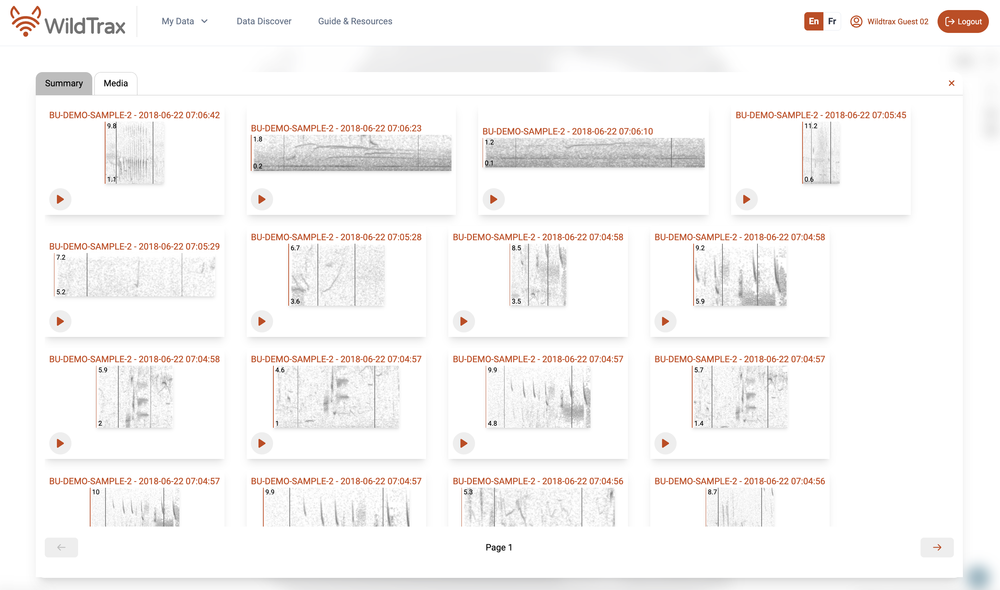 WildTrax
My Data
Data Discover
Guide & Resources
En
Fr
Wildtrax Guest 02
Logout
Summary
Media
BU-DEMO-SAMPLE-2 - 2018-06-22 07:06:42
9.8
1.1
BU-DEMO-SAMPLE-2 - 2018-06-22 07:06:23
1.8
0.2
BU-DEMO-SAMPLE-2 - 2018-06-22 07:06:10
1.2
0.1
BU-DEMO-SAMPLE-2 - 2018-06-22 07:05:45
11.2
0.6
BU-DEMO-SAMPLE-2 - 2018-06-22 07:05:29
7.2
5.2
BU-DEMO-SAMPLE-2 - 2018-06-22 07:05:28
6.7
3.6
BU-DEMO-SAMPLE-2 - 2018-06-22 07:04:58
8.5
3.5
BU-DEMO-SAMPLE-2 - 2018-06-22 07:04:58
9.2
5.9
BU-DEMO-SAMPLE-2 - 2018-06-22 07:04:58
5.9
2
BU-DEMO-SAMPLE-2 - 2018-06-22 07:04:57
4.6
1
BU-DEMO-SAMPLE-2 - 2018-06-22 07:04:57
9.9
4.8
BU-DEMO-SAMPLE-2 - 2018-06-22 07:04:57
5.7
1.4
BU-DEMO-SAMPLE-2 - 2018-06-22 07:04:57
10
BU-DEMO-SAMPLE-2 - 2018-06-22 07:04:57
9.9
BU-DEMO-SAMPLE-2 - 2018-06-22 07:04:56
5.3
BU-DEMO-SAMPLE-2 - 2018-06-22 07:04:56
8.7
Page 1